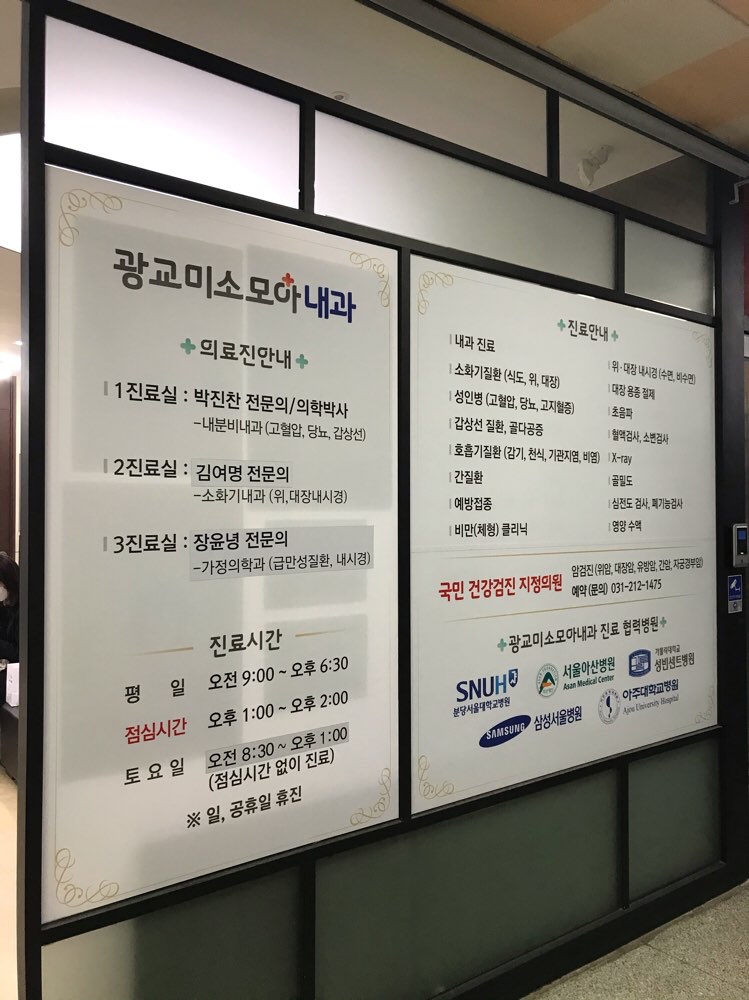 광교미소모아내과
의료진안내
1진료실 : 박진찬 전문의/의학박사
-내분비내과 (고혈압, 당뇨, 갑상선)
2진료실 : 김여명 전문의
-소화기내과 (위,대장내시경)
3진료실 : 장윤녕 전문의
-가정의학과 (급만성질환, 내시경)
진료시간
평 일 오전 9:00 ~ 오후 6:30
점심시간 오후 1:00 ~ 오후 2:00
토요일 오전 8:30 ~ 오후 1:00
(점심시간 없이 진료)
※ 일, 공휴일 휴진
진료안내
내과 진료
소화기질환 (식도, 위, 대장)
성인병 (고혈압, 당뇨, 고지혈증)
갑상선 질환, 골다공증
호흡기질환 (감기, 천식, 기관지염, 비염)
간질환
예방접종
비만(체형) 클리닉
위·대장 내시경 (수면, 비수면)
대장 용종 절제
초음파
혈액검사, 소변검사
X-ray
골밀도
심전도 검사, 폐기능검사
영양 수액
국민 건강검진 지정의원
암검진 (위암, 대장암, 유방암, 간암, 자궁경부암)
예약 (문의) 031-212-1475
광교미소모아내과 진료 협력병원
SNUH
분당서울대학교병원
서울아산병원
Asan Medical Center
가톨릭대학교
성빈센트병원
SAMSUNG 삼성서울병원
아주대학교병원
Ajou University Hospital